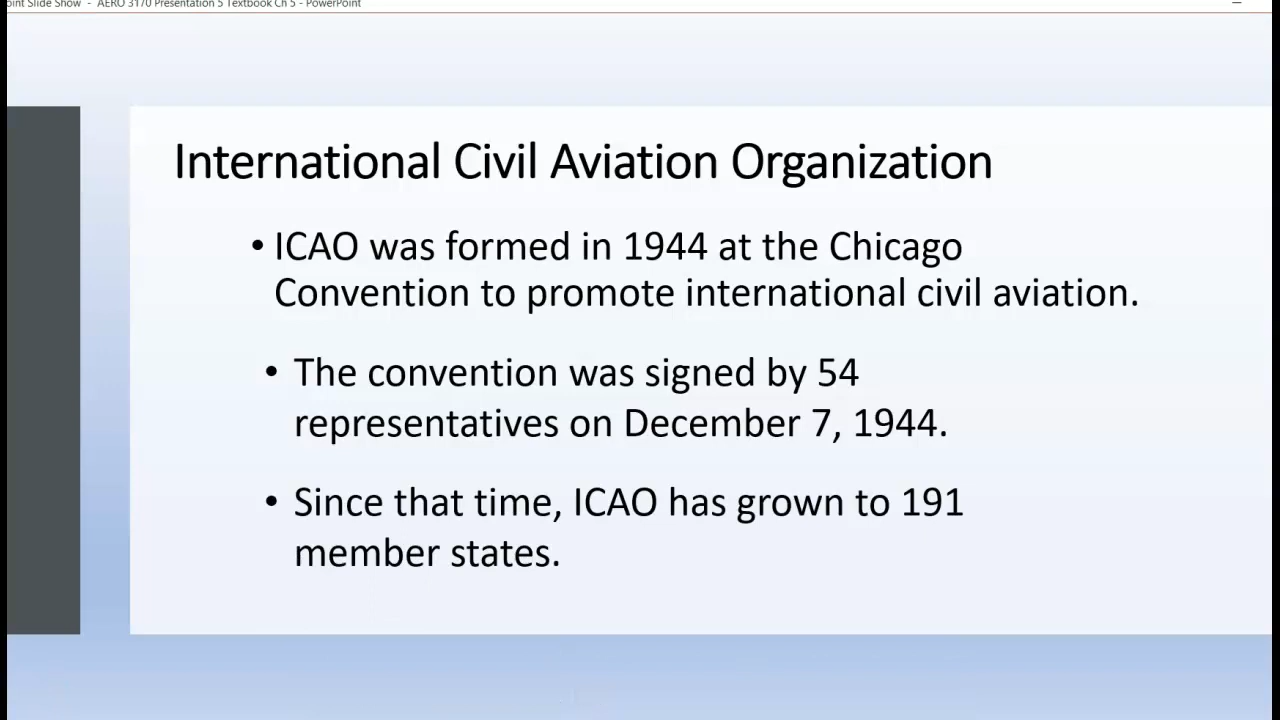 oint Slide Show - AERO 3170 Presentation 5 Textbook Ch 5 - PowerPoint
International Civil Aviation Organization
• ICAO was formed in 1944 at the Chicago
Convention to promote international civil aviation.
• The convention was signed by 54
representatives on December 7, 1944.
• Since that time, ICAO has grown to 191
member states.